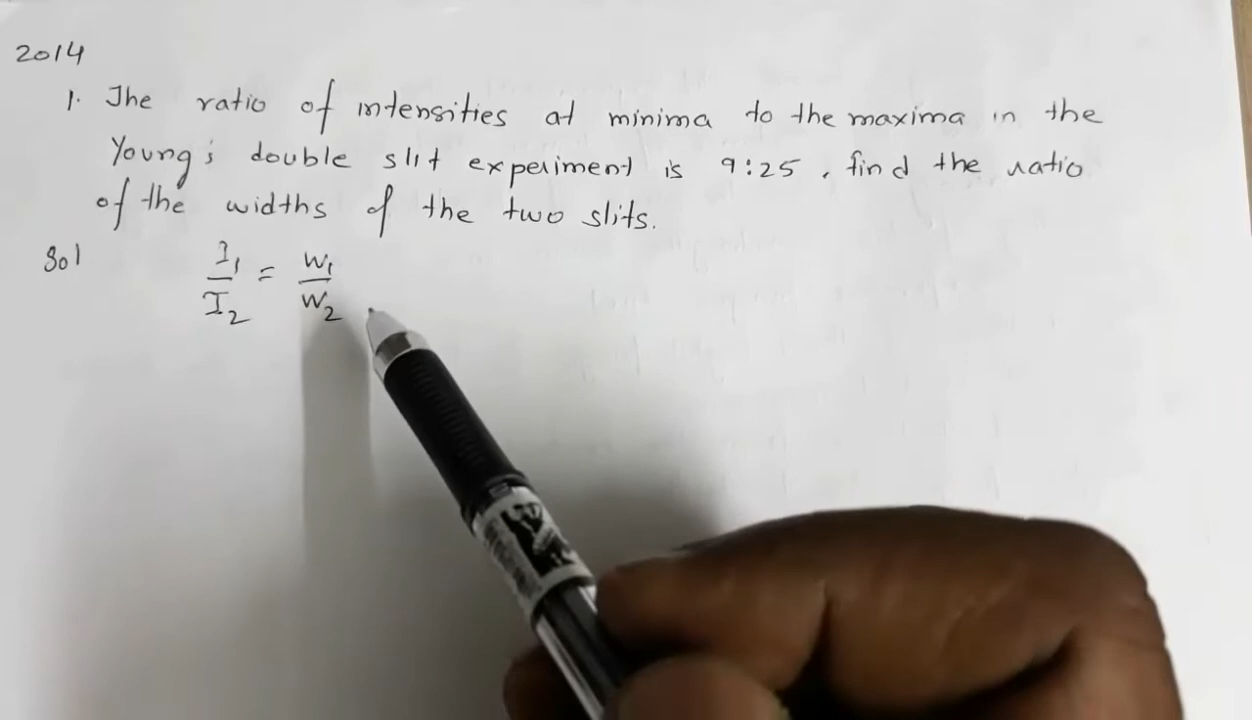 2014
1. The ratio of intensities at minima to the maxima in the
Young's double slit experiment is 9:25, find the ratio
of the widths of the two slits.
Sol
I₁/I₂ = W₁/W₂